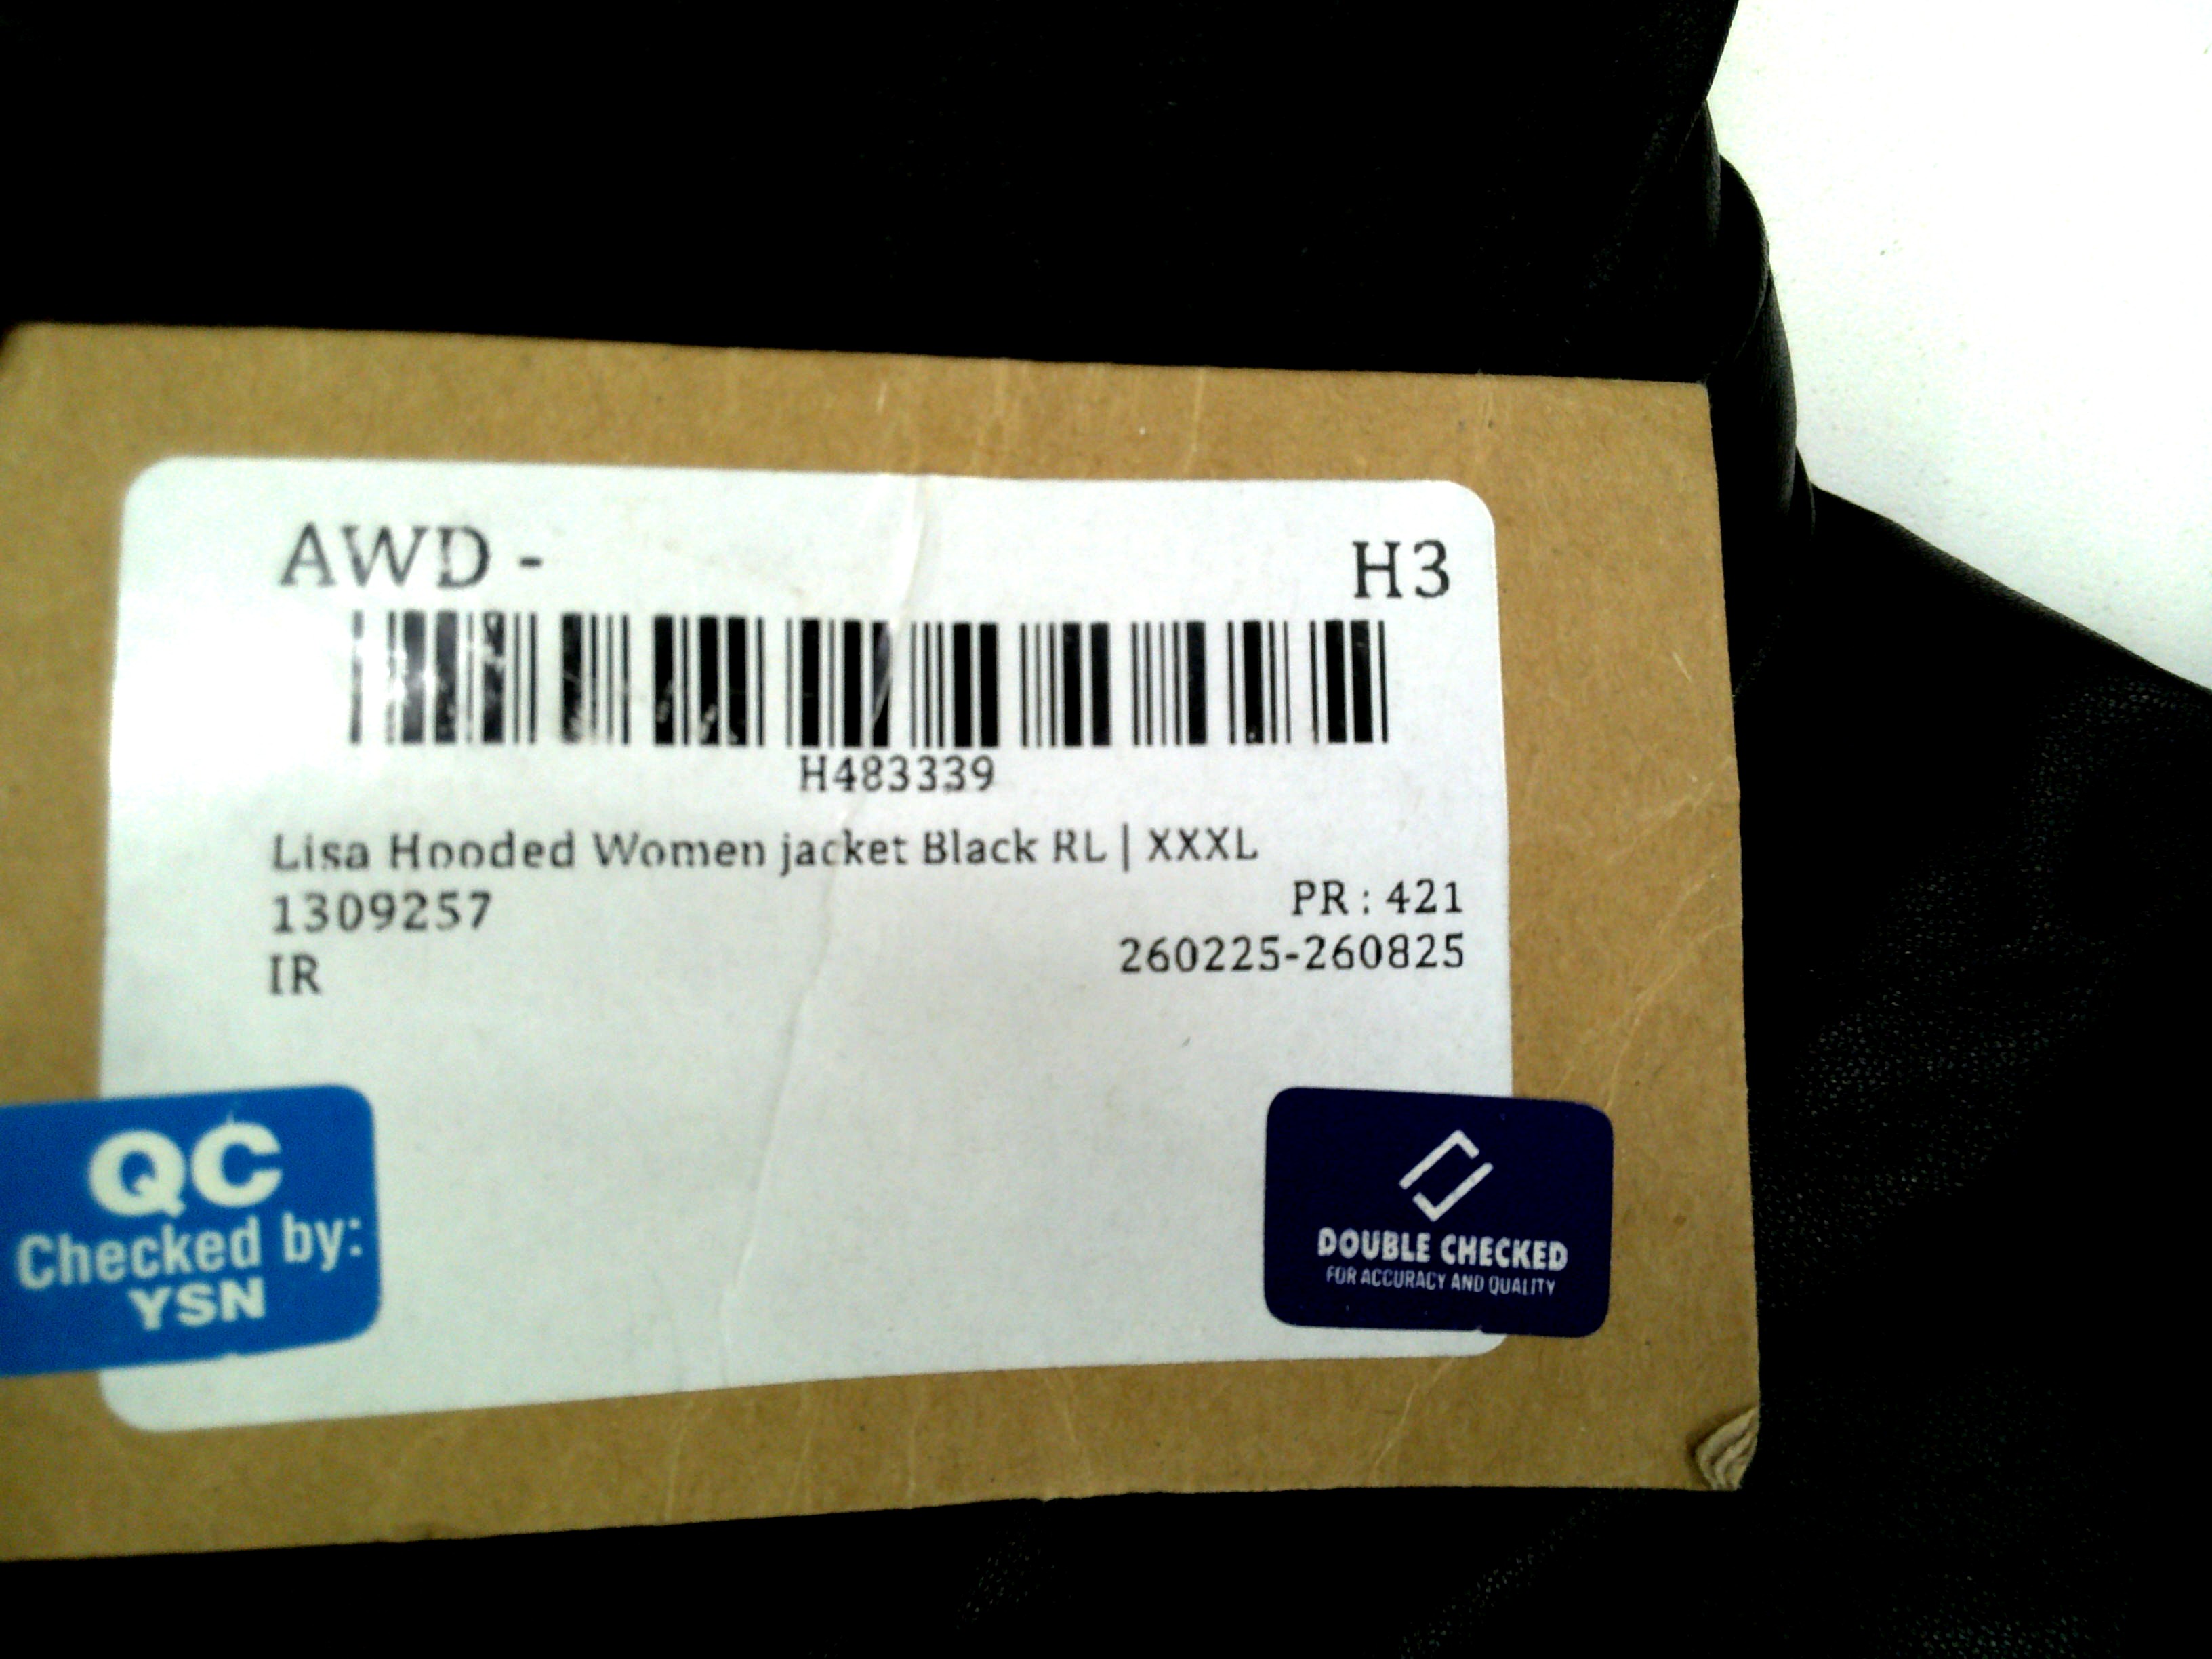 AWD - H3
H483339
Lisa Hooded Women jacket Black RL | XXXL
1309257 PR : 421
IR 260225-260825
QC
Checked by:
YSN
DOUBLE CHECKED
FOR ACCURACY AND QUALITY